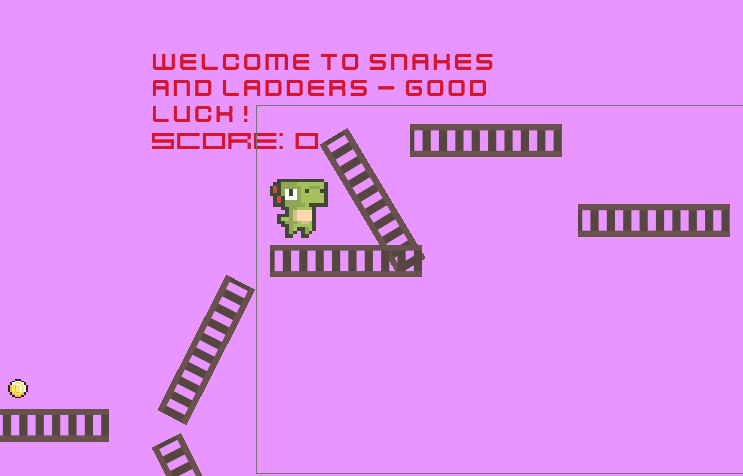 WELCOME TO SNAKES
AND LADDERS - GOOD
LUCK!
SCORE: 0